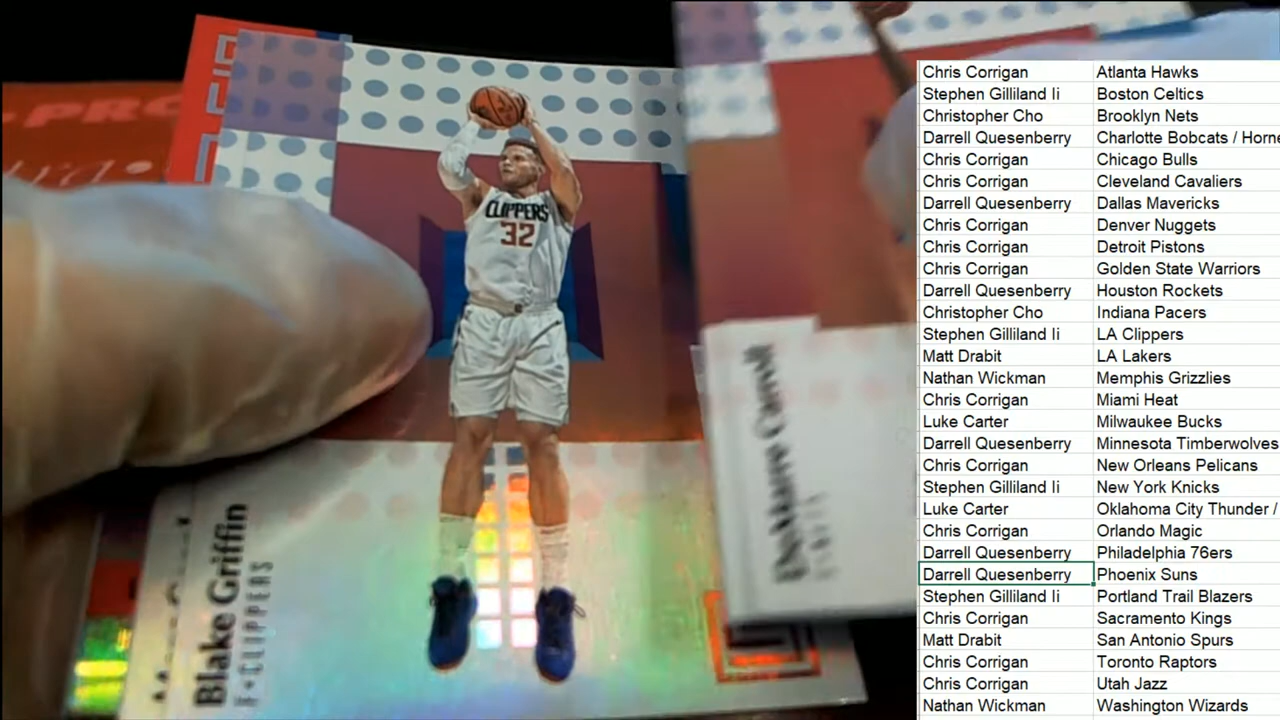 PRO
CLIPPERS
32
Blake Griffin
CLIPPERS
Chris Corrigan Atlanta Hawks
Stephen Gilliland Ii Boston Celtics
Christopher Cho Brooklyn Nets
Darrell Quesenberry Charlotte Bobcats / Horne
Chris Corrigan Chicago Bulls
Chris Corrigan Cleveland Cavaliers
Darrell Quesenberry Dallas Mavericks
Chris Corrigan Denver Nuggets
Chris Corrigan Detroit Pistons
Chris Corrigan Golden State Warriors
Darrell Quesenberry Houston Rockets
Christopher Cho Indiana Pacers
Stephen Gilliland Ii LA Clippers
Matt Drabit LA Lakers
Nathan Wickman Memphis Grizzlies
Chris Corrigan Miami Heat
Luke Carter Milwaukee Bucks
Darrell Quesenberry Minnesota Timberwolves
Chris Corrigan New Orleans Pelicans
Stephen Gilliland Ii New York Knicks
Luke Carter Oklahoma City Thunder /
Chris Corrigan Orlando Magic
Darrell Quesenberry Philadelphia 76ers
Darrell Quesenberry Phoenix Suns
Stephen Gilliland Ii Portland Trail Blazers
Chris Corrigan Sacramento Kings
Matt Drabit San Antonio Spurs
Chris Corrigan Toronto Raptors
Chris Corrigan Utah Jazz
Nathan Wickman Washington Wizards